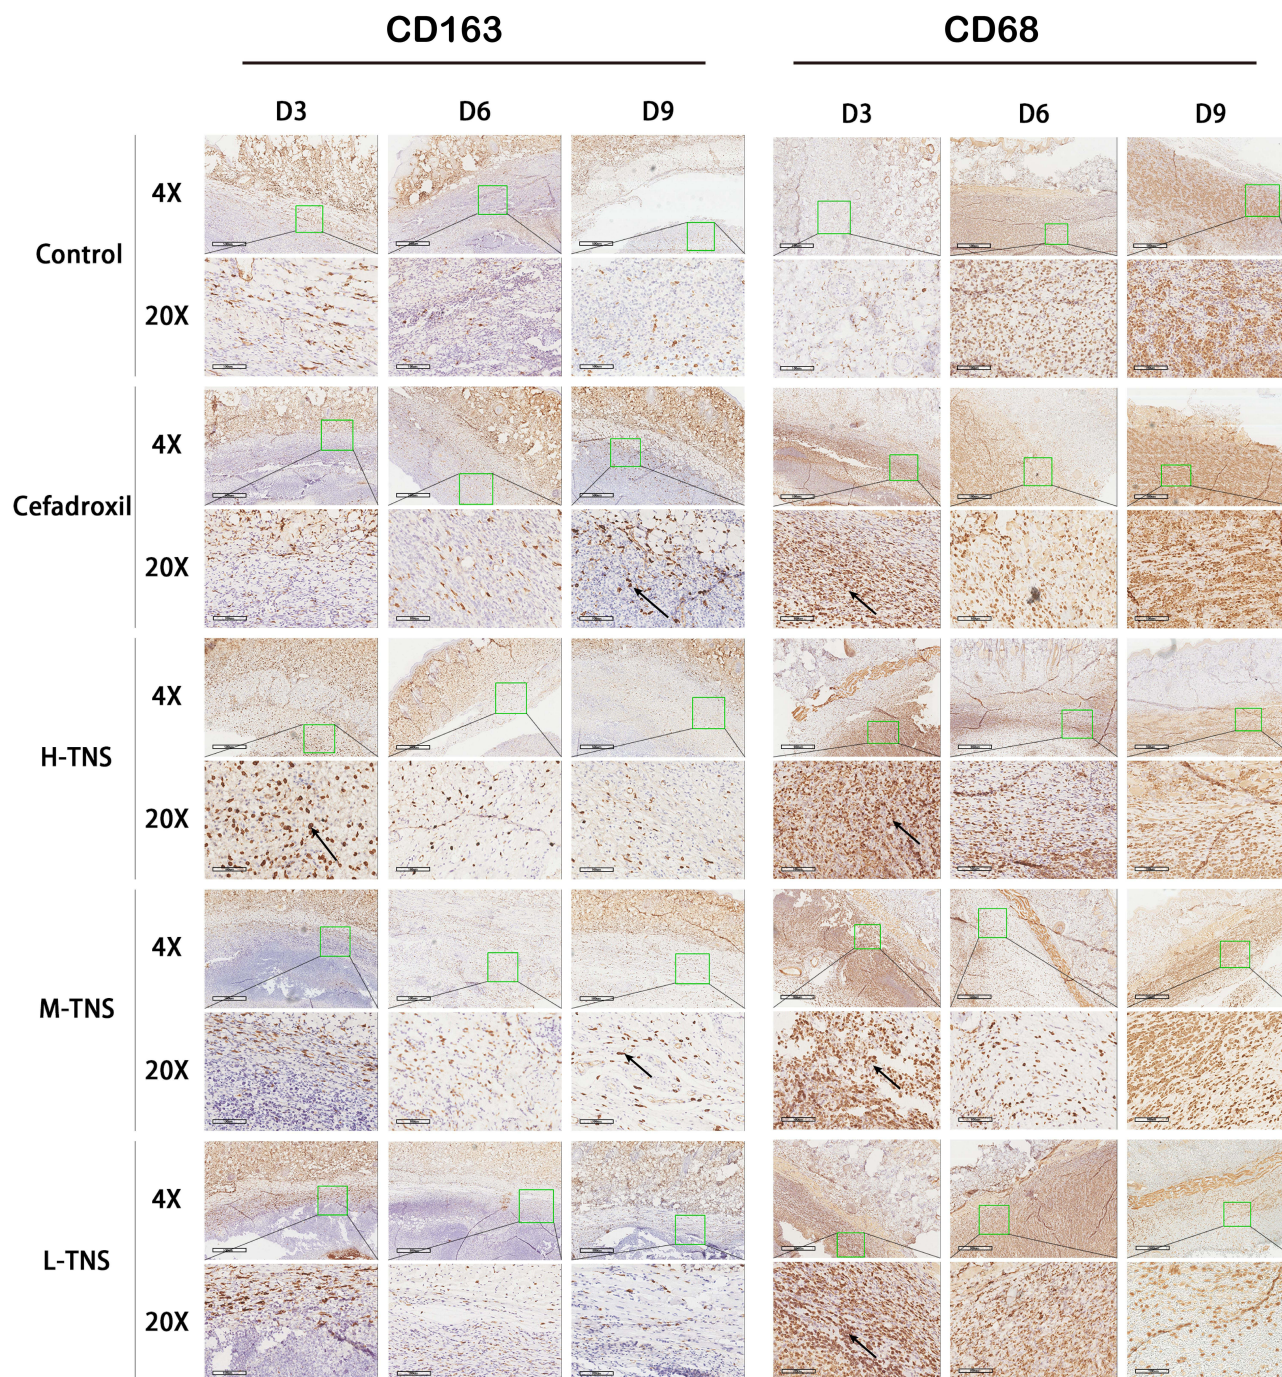 CD163 CD68
D3 D6 D9 D3 D6 D9
Control
4X
20X
Cefadroxil
4X
20X
H-TNS
4X
20X
M-TNS
4X
20X
L-TNS
4X
20X